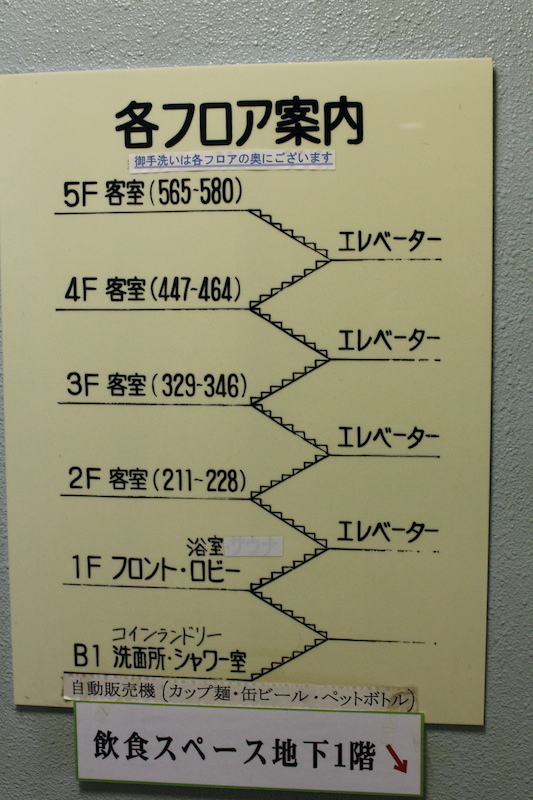 各フロア案内
御手洗いは各フロアの奥にございます
5F 客室(565~580)
エレベーター
4F 客室(447-464)
エレベーター
3F 客室(329-346)
エレベーター
2F 客室(211~228)
エレベーター
浴室 サウナ
1F フロント・ロビー
コインランドリー
B1 洗面所・シャワー室
自動販売機(カップ麺・缶ビール・ペットボトル)
飲食スペース地下1階